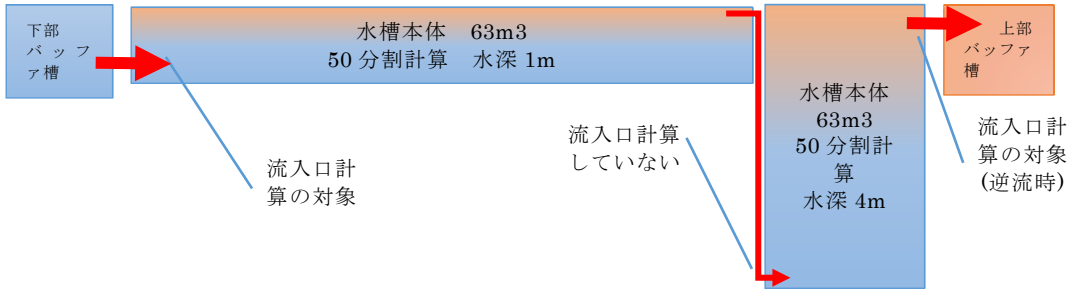 下部
バッフ
ァ槽
水槽本体 63m3
50 分割計算 水深 1m
流入口計
算の対象
流入口計算
していない
水槽本体
63m3
50 分割計
算
水深 4m
上部
バッファ
槽
流入口計
算の対象
(逆流時)